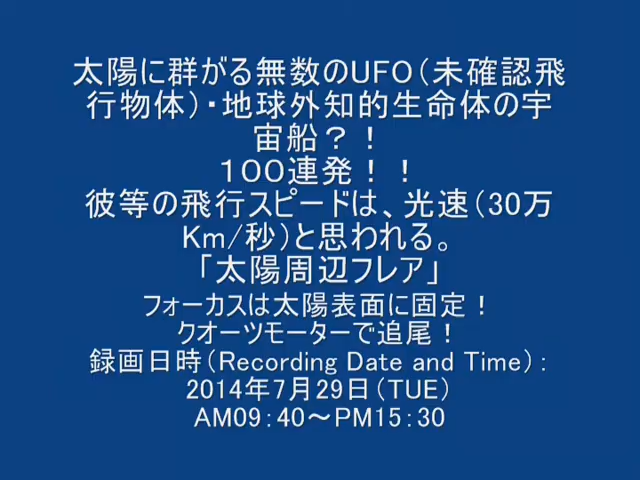 太陽に群がる無数のUFO（未確認飛
行物体）・地球外知的生命体の宇
宙船？！
１００連発！！
彼等の飛行スピードは、光速（30万
Km/秒）と思われる。
「太陽周辺フレア」
フォーカスは太陽表面に固定！
クオーツモーターで追尾！
録画日時（Recording Date and Time）：
2014年7月29日（TUE）
AM09：40～PM15：30